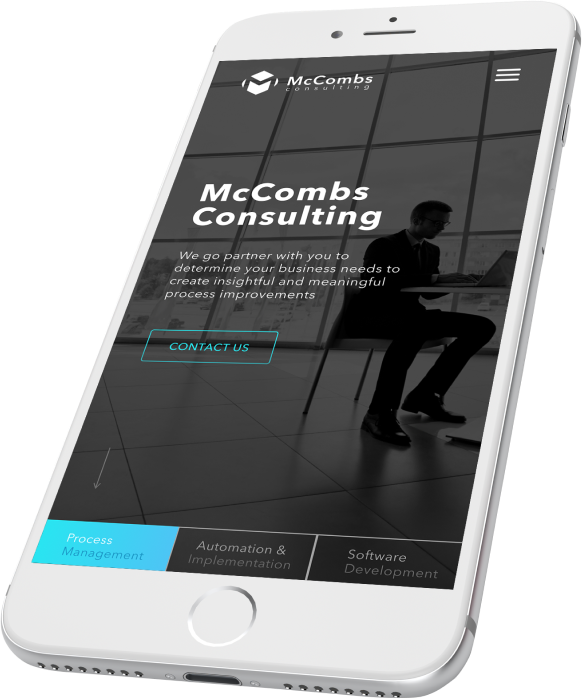 McCombs
consulting
McCombs
Consulting
We go partner with you to
determine your business needs to
create insightful and meaningful
process improvements
CONTACT US
Process
Management
Automation &
Implementation
Software
Development